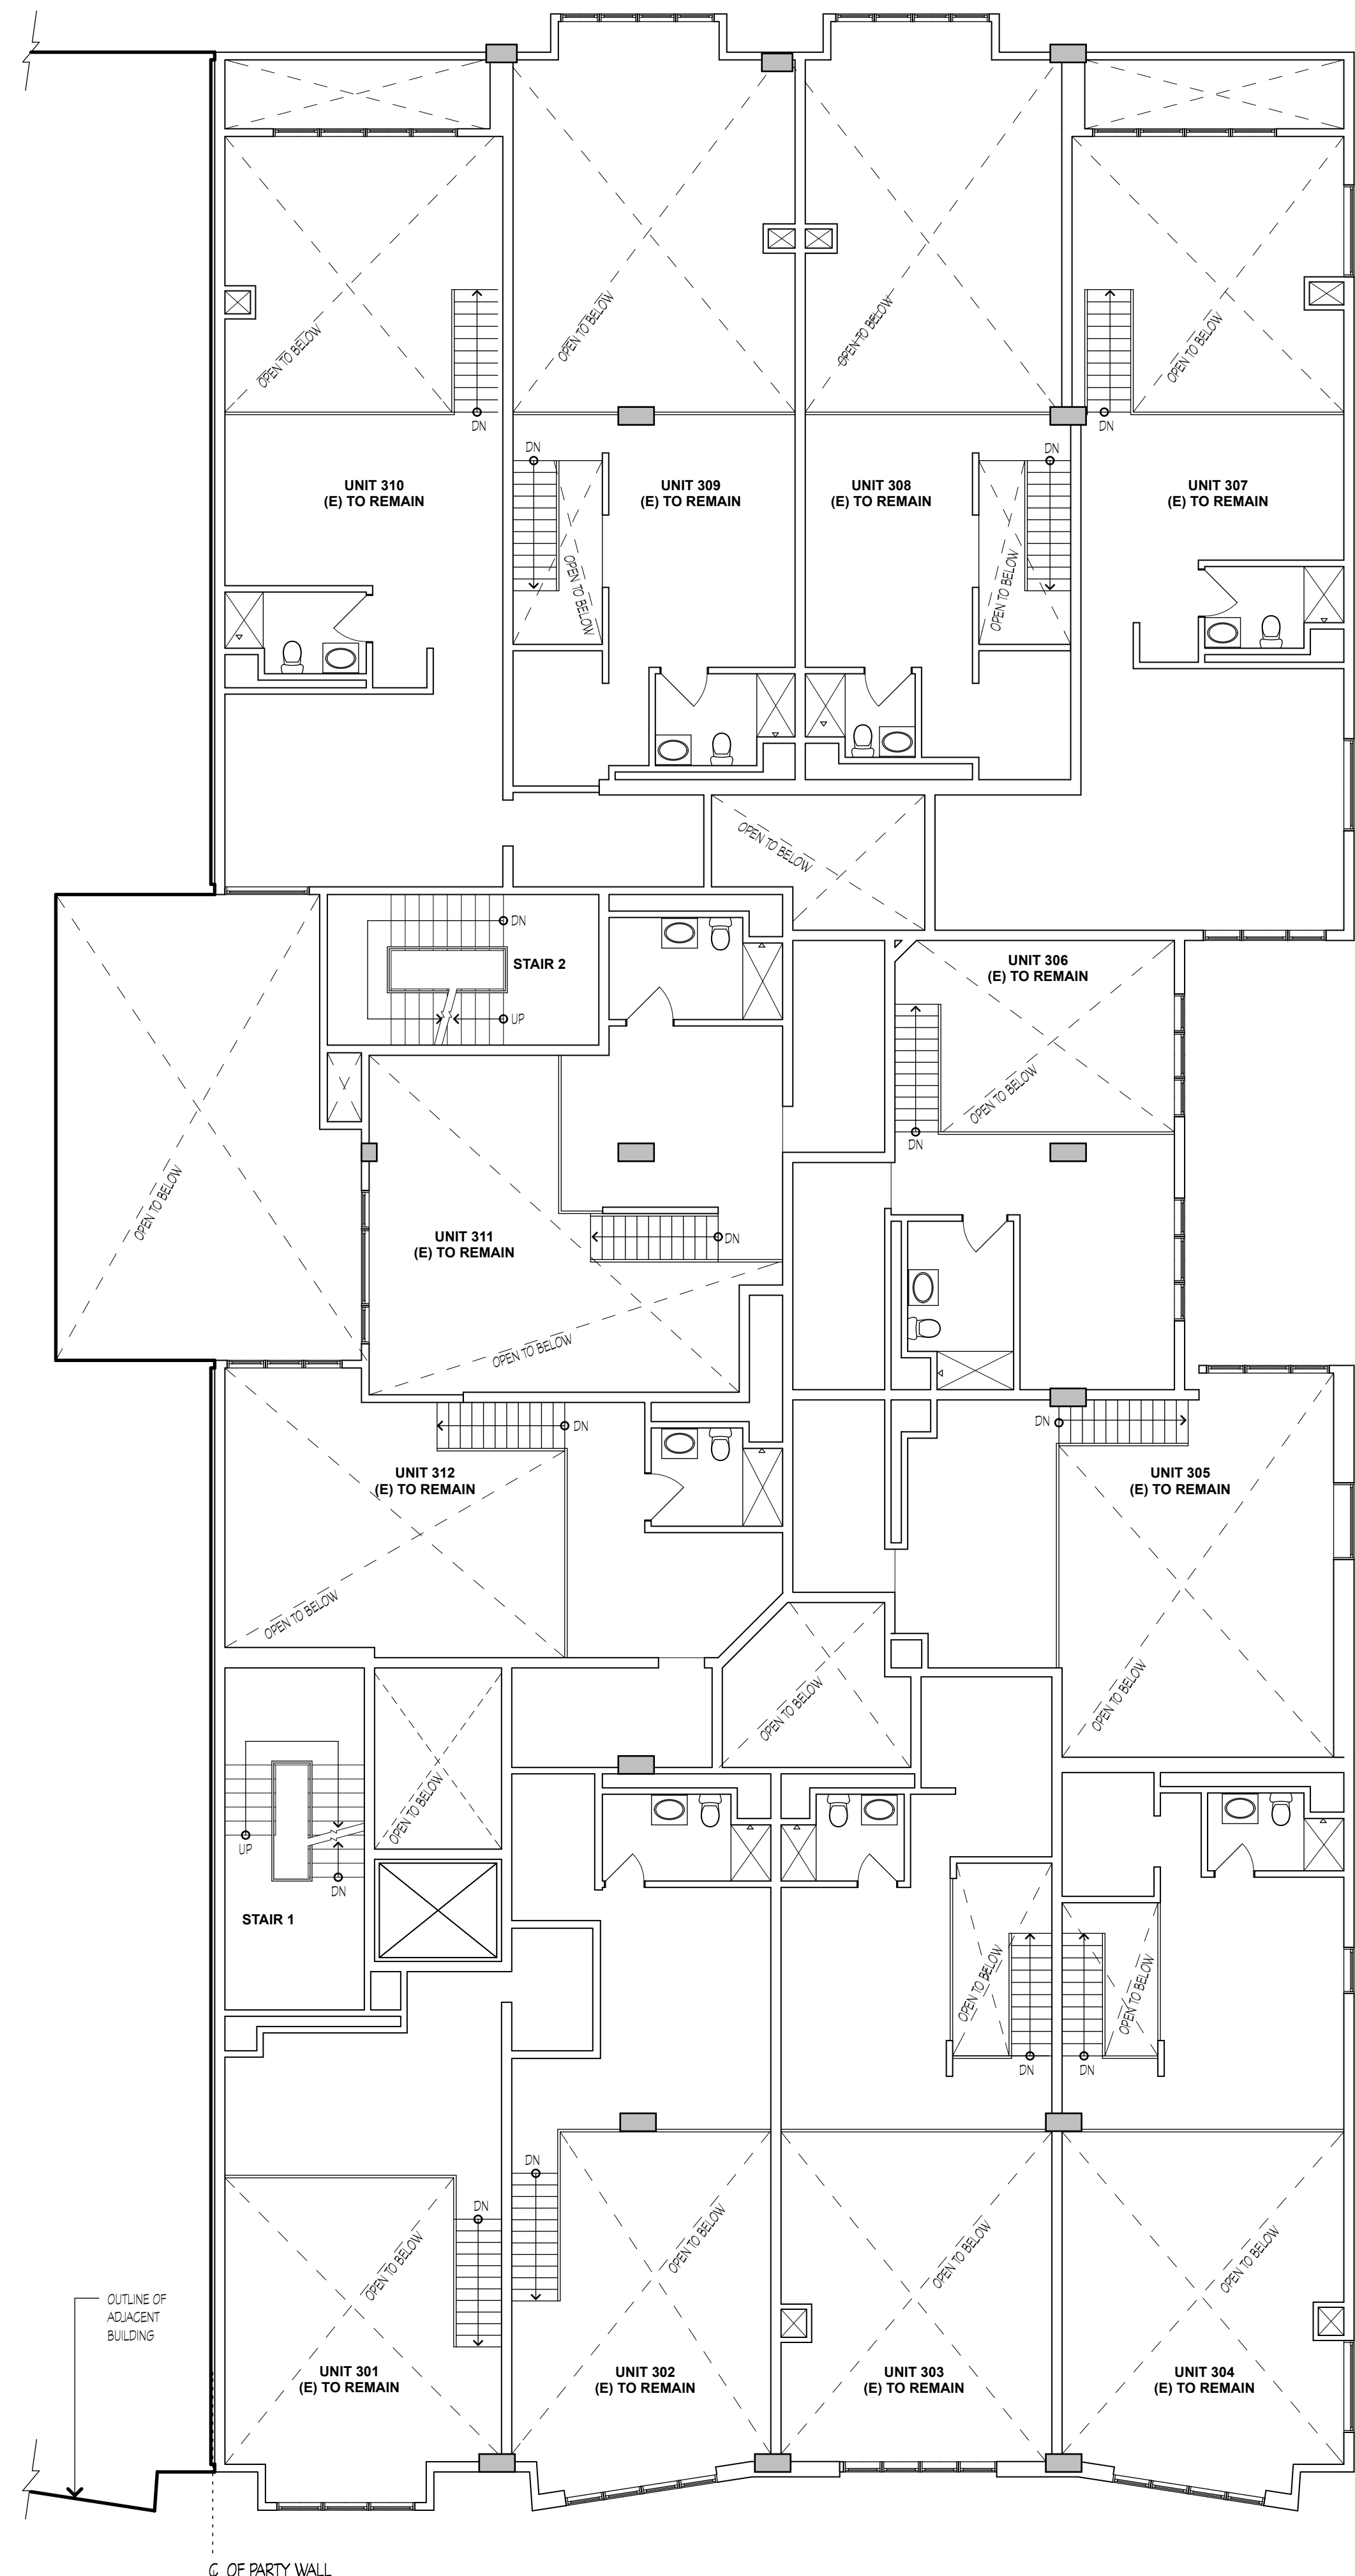 OPEN TO BELOW
OPEN TO BELOW
OPEN TO BELOW
OPEN TO BELOW
DN
DN
DN
DN
UNIT 310
(E) TO REMAIN
UNIT 309
(E) TO REMAIN
UNIT 308
(E) TO REMAIN
UNIT 307
(E) TO REMAIN
OPEN TO BELOW
OPEN TO BELOW
OPEN TO BELOW
DN
STAIR 2
UP
UNIT 306
(E) TO REMAIN
OPEN TO BELOW
DN
OPEN TO BELOW
UNIT 311
(E) TO REMAIN
DN
OPEN TO BELOW
DN
DN
UNIT 312
(E) TO REMAIN
UNIT 305
(E) TO REMAIN
OPEN TO BELOW
OPEN TO BELOW
OPEN TO BELOW
OPEN TO BELOW
UP
DN
STAIR 1
OPEN TO BELOW
OPEN TO BELOW
DN
DN
DN
DN
OPEN TO BELOW
OPEN TO BELOW
OPEN TO BELOW
OPEN TO BELOW
OUTLINE OF
ADJACENT
BUILDING
UNIT 301
(E) TO REMAIN
UNIT 302
(E) TO REMAIN
UNIT 303
(E) TO REMAIN
UNIT 304
(E) TO REMAIN
℄ OF PARTY WALL